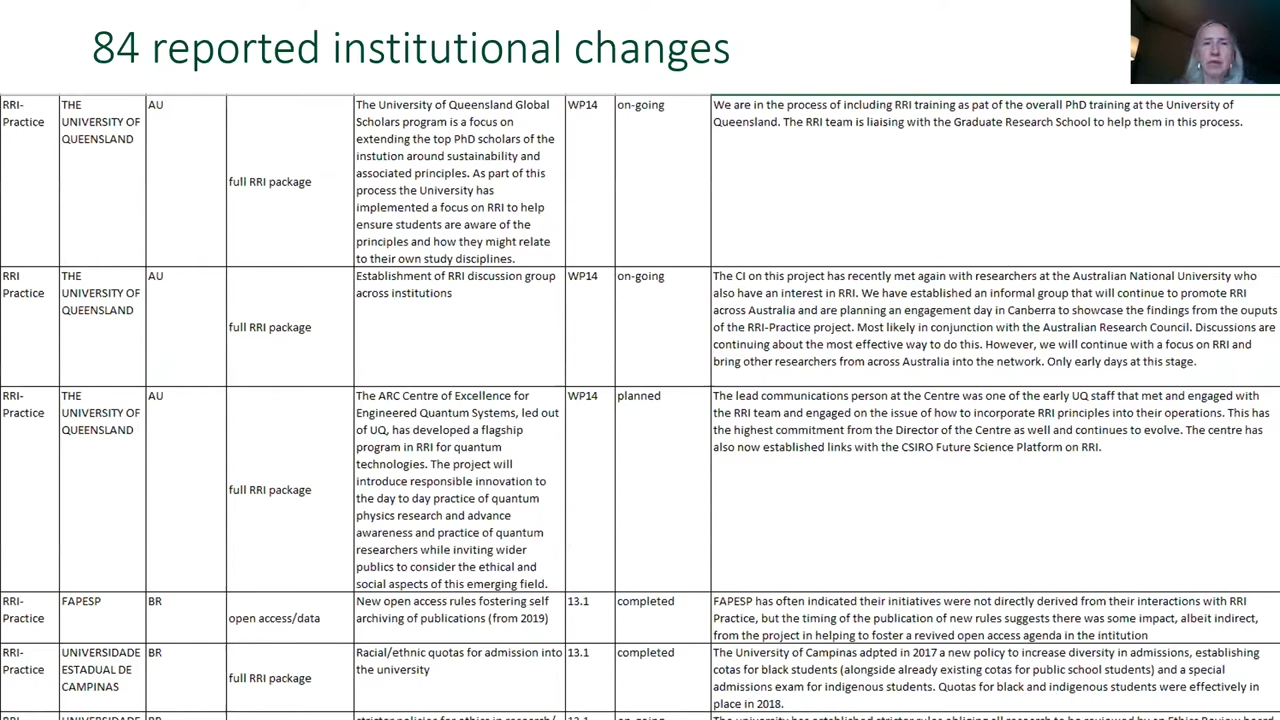 84 reported institutional changes
RRI-
Practice
THE
UNIVERSITY OF
QUEENSLAND
AU
full RRI package
The University of Queensland Global
Scholars program is a focus on
extending the top PhD scholars of the
instution around sustainability and
associated principles. As part of this
process the University has
implemented a focus on RRI to help
ensure students are aware of the
principles and how they might relate
to their own study disciplines.
WP14
on-going
We are in the process of including RRI training as pat of the overall PhD training at the University of
Queensland. The RRI team is liaising with the Graduate Research School to help them in this process.
RRI
Practice
THE
UNIVERSITY OF
QUEENSLAND
AU
full RRI package
Establishment of RRI discussion group
across institutions
WP14
on-going
The CI on this project has recently met again with researchers at the Australian National University who
also have an interest in RRI. We have established an informal group that will continue to promote RRI
across Australia and are planning an engagement day in Canberra to showcase the findings from the ouputs
of the RRI-Practice project. Most likely in conjunction with the Australian Research Council. Discussions are
continuing about the most effective way to do this. However, we will continue with a focus on RRI and
bring other researchers from across Australia into the network. Only early days at this stage.
RRI-
Practice
THE
UNIVERSITY OF
QUEENSLAND
AU
full RRI package
The ARC Centre of Excellence for
Engineered Quantum Systems, led out
of UQ, has developed a flagship
program in RRI for quantum
technologies. The project will
introduce responsible innovation to
the day to day practice of quantum
physics research and advance
awareness and practice of quantum
researchers while inviting wider
publics to consider the ethical and
social aspects of this emerging field.
WP14
planned
The lead communications person at the Centre was one of the early UQ staff that met and engaged with
the RRI team and engaged on the issue of how to incorporate RRI principles into their operations. This has
the highest commitment from the Director of the Centre as well and continues to evolve. The centre has
also now established links with the CSIRO Future Science Platform on RRI.
RRI-
Practice
FAPESP
BR
open access/data
New open access rules fostering self
archiving of publications (from 2019)
13.1
completed
FAPESP has often indicated their initiatives were not directly derived from their interactions with RRI
Practice, but the timing of the publication of new rules suggests there was some impact, albeit indirect,
from the project in helping to foster a revived open access agenda in the intitution
RRI-
Practice
UNIVERSIDADE
ESTADUAL DE
CAMPINAS
BR
full RRI package
Racial/ethnic quotas for admission into
the university
13.1
completed
The University of Campinas adpted in 2017 a new policy to increase diversity in admissions, establishing
cotas for black students (alongside already existing cotas for public school students) and a special
admissions exam for indigenous students. Quotas for black and indigenous students were effectively in
place in 2018.